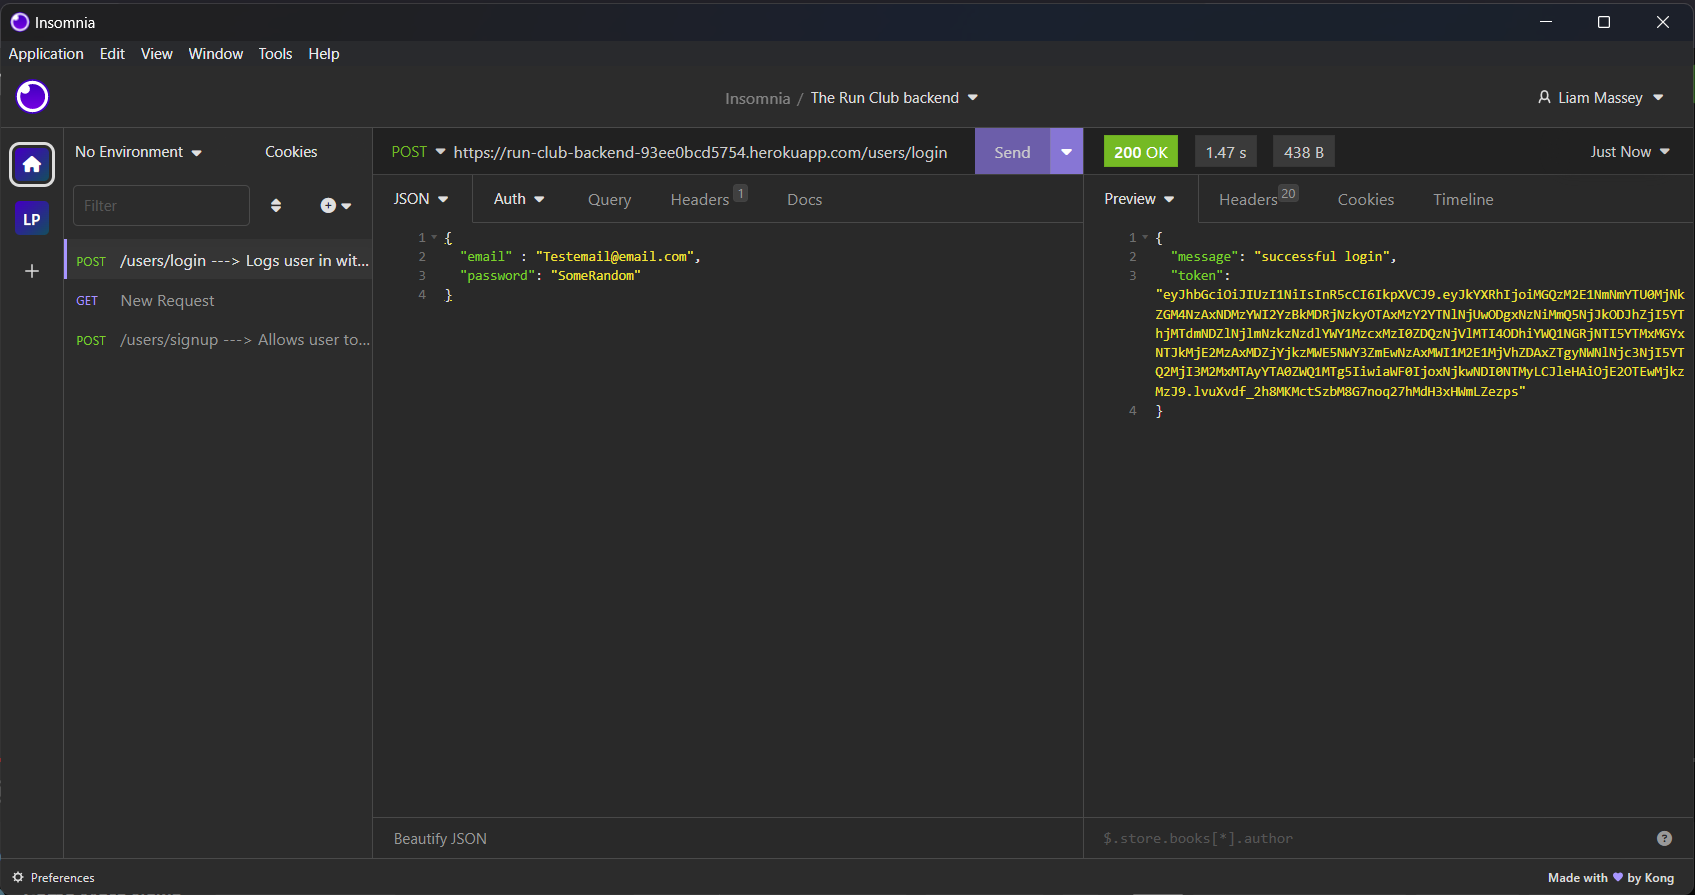 Insomnia
Application Edit View Window Tools Help
Insomnia / The Run Club backend
Liam Massey
No Environment
Cookies
POST https://run-club-backend-93ee0bcd5754.herokuapp.com/users/login
Send
200 OK
1.47 s
438 B
Just Now
LP
Filter
POST /users/login ---> Logs user in wit...
GET New Request
POST /users/signup ---> Allows user to...
JSON
Auth
Query
Headers 1
Docs
1 {
2 "email" : "Testemail@email.com",
3 "password": "SomeRandom"
4 }
Beautify JSON
Preview
Headers 20
Cookies
Timeline
1 {
2 "message": "successful login",
3 "token":
4 }
$.store.books[*].author
Preferences
Made with by Kong